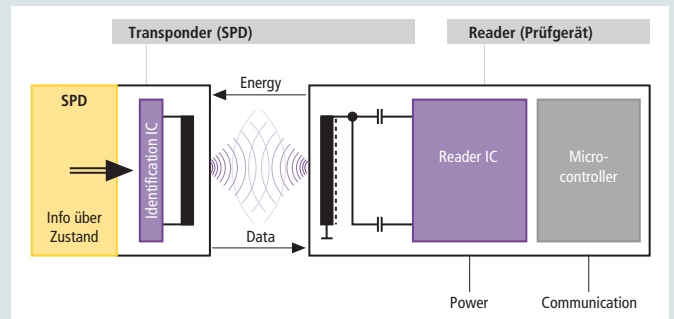 Transponder (SPD)
Reader (Prüfgerät)
SPD
Info über
Zustand
Identification IC
Energy
Data
Reader IC
Micro-
controller
Power
Communication